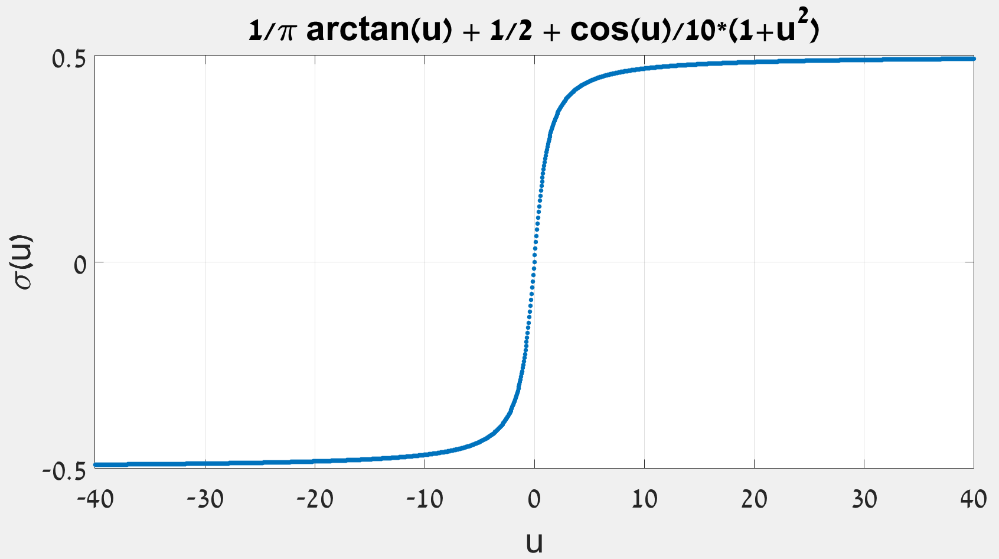 1/π arctan(u) + 1/2 + cos(u)/10*(1+u²)
0.5
0
-0.5
σ(u)
-40 -30 -20 -10 0 10 20 30 40
u